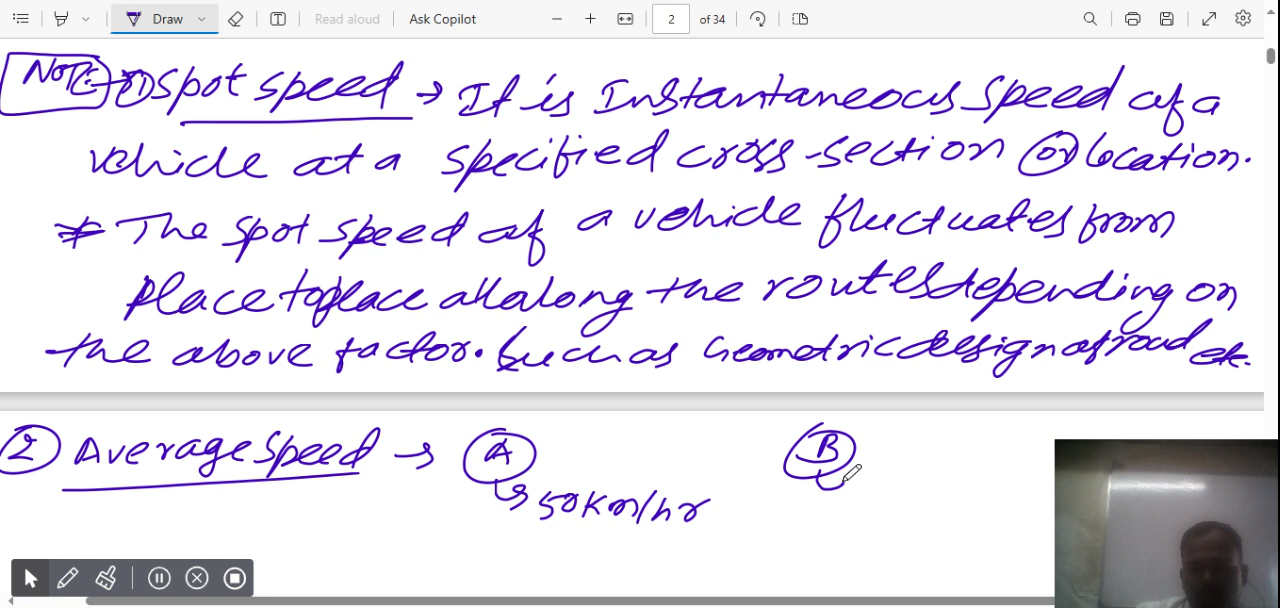 Draw
Read aloud
Ask Copilot
2 of 34
NOTE → ① Spot speed → It is Instantaneous Speed of a
vehicle at a specified cross-section or location.
* The spot speed of a vehicle fluctuates from
place to place all along the routes depending on
the above factor. Such as Geometric design of road etc.
② Average Speed → A B
50 Km/hr